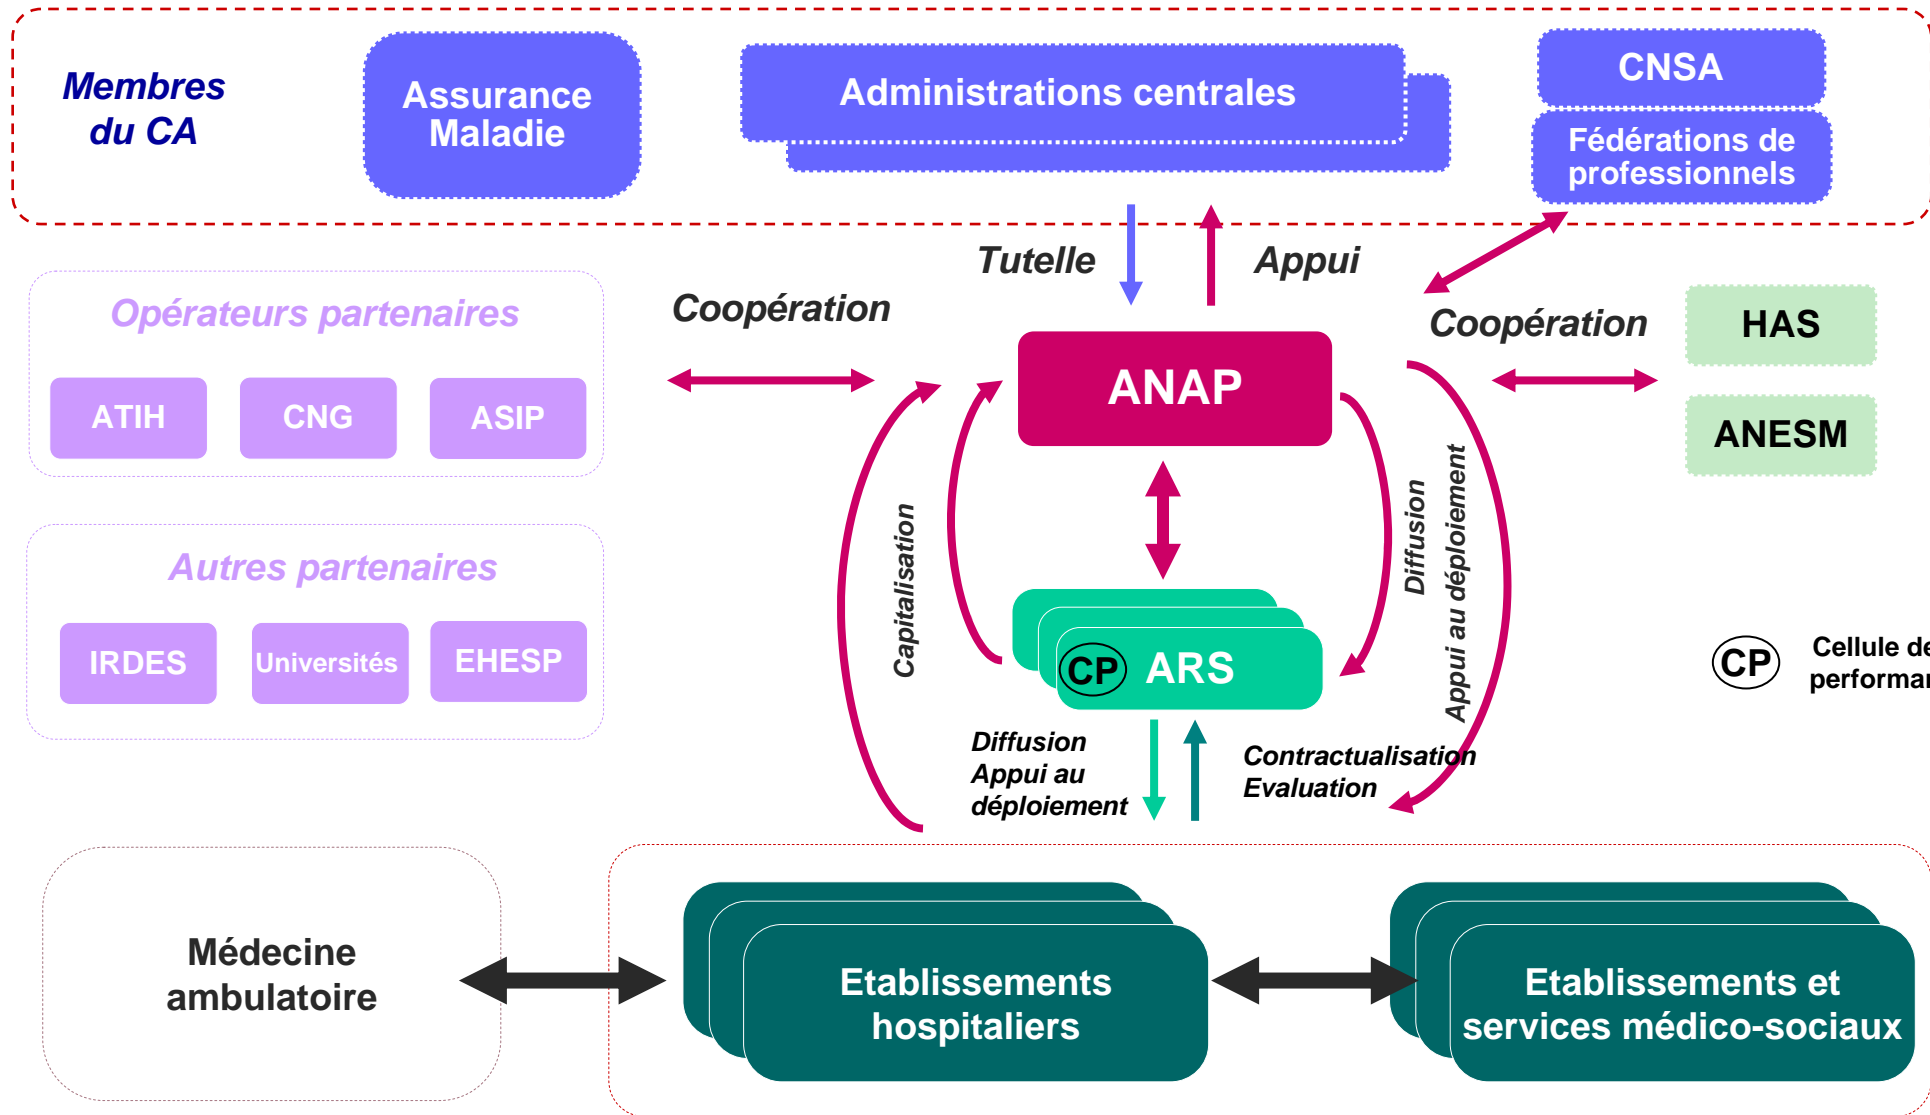 Membres
du CA
Assurance
Maladie
Administrations centrales
CNSA
Fédérations de
professionnels
Tutelle
Appui
Opérateurs partenaires
ATIH
CNG
ASIP
Coopération
ANAP
Coopération
HAS
ANESM
Autres partenaires
IRDES
Universités
EHESP
Capitalisation
Diffusion
Appui au déploiement
CP
ARS
CP
Cellule de
Diffusion
Appui au
déploiement
Contractualisation
Evaluation
Médecine
ambulatoire
Etablissements
hospitaliers
Etablissements et
services médico-sociaux